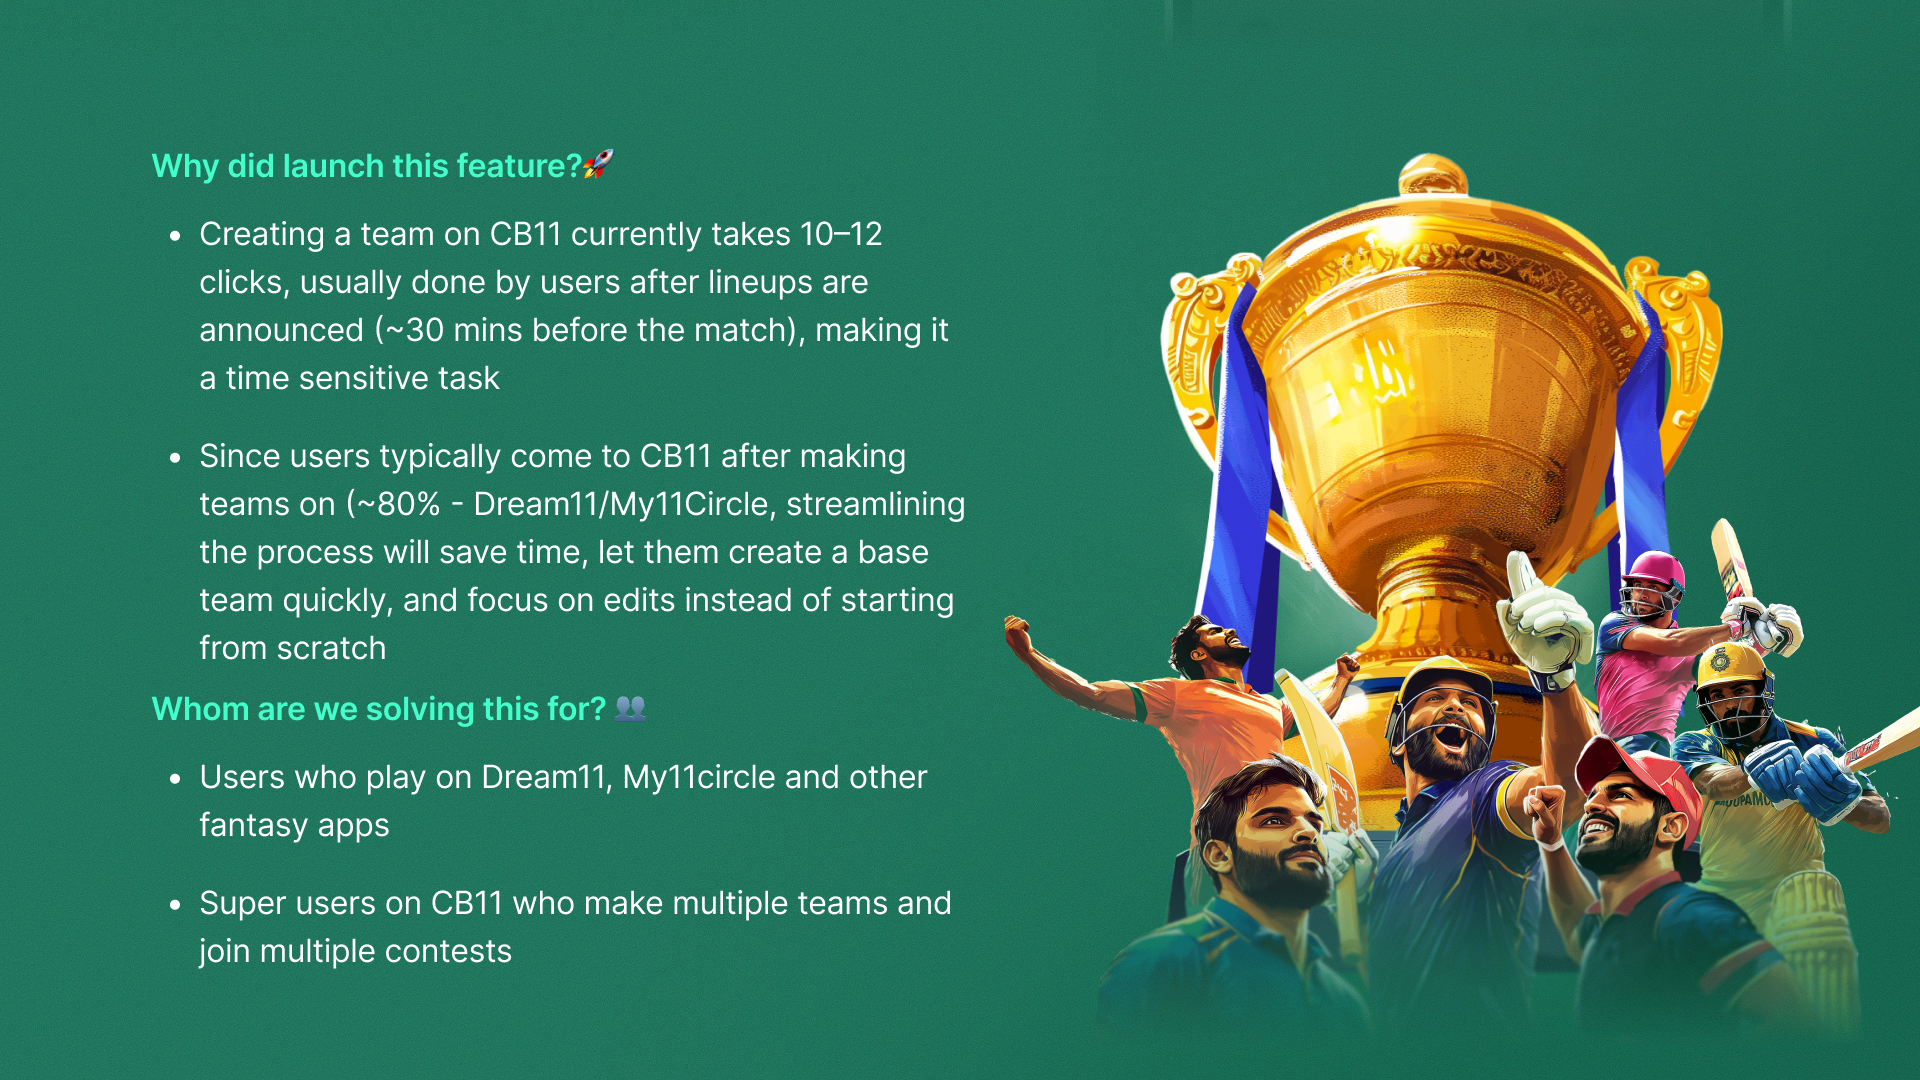 Why did launch this feature?🚀
• Creating a team on CB11 currently takes 10–12
clicks, usually done by users after lineups are
announced (~30 mins before the match), making it
a time sensitive task
• Since users typically come to CB11 after making
teams on (~80% - Dream11/My11Circle, streamlining
the process will save time, let them create a base
team quickly, and focus on edits instead of starting
from scratch
Whom are we solving this for? 👥
• Users who play on Dream11, My11circle and other
fantasy apps
• Super users on CB11 who make multiple teams and
join multiple contests